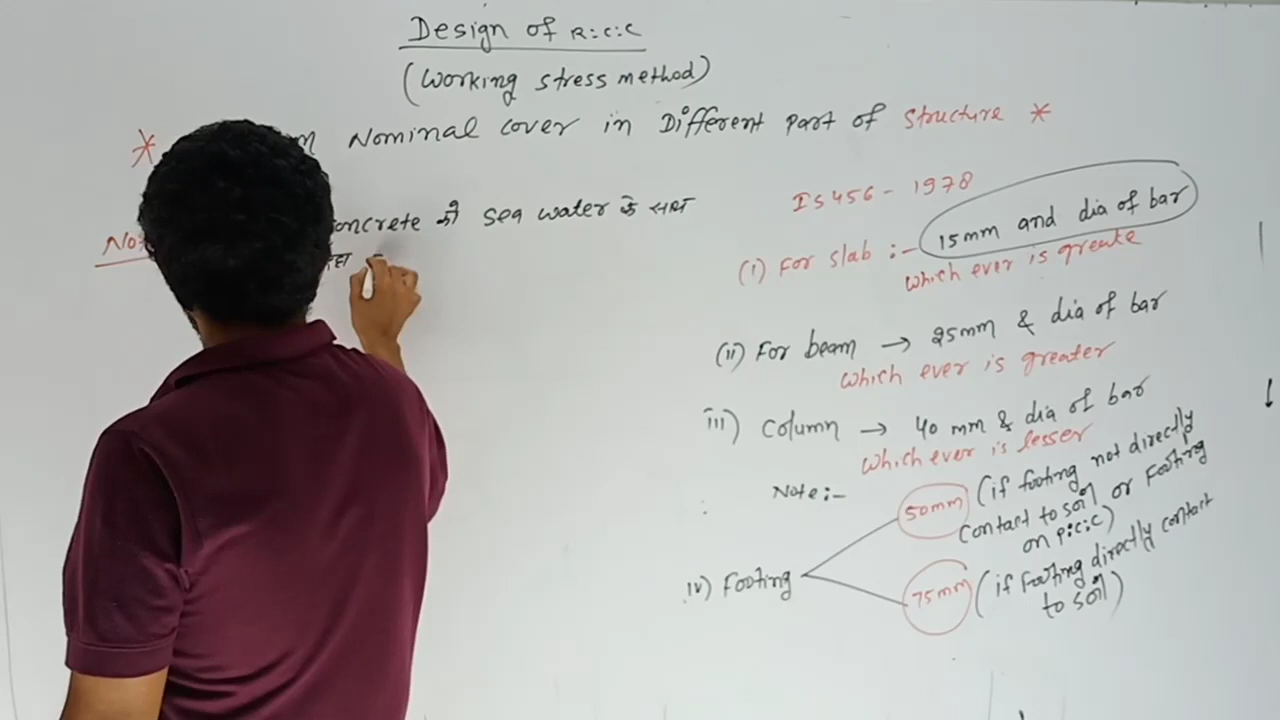 Design of R:C:C
(Working stress method)
* Nominal cover in Different part of Structure *
Not
oncrete को sea water के साथ
रहा
IS456 - 1978
(i) For slab :- 15mm and dia of bar
which ever is greate
(ii) For beam → 25mm & dia of bar
which ever is greater
iii) Column → 40 mm & dia of bar
which ever is lesser
Note:-
iv) Footing
50mm (if footing not directly
contact to soil or Footing
on P.C.C)
75mm (if Footing directly contact
to soil)